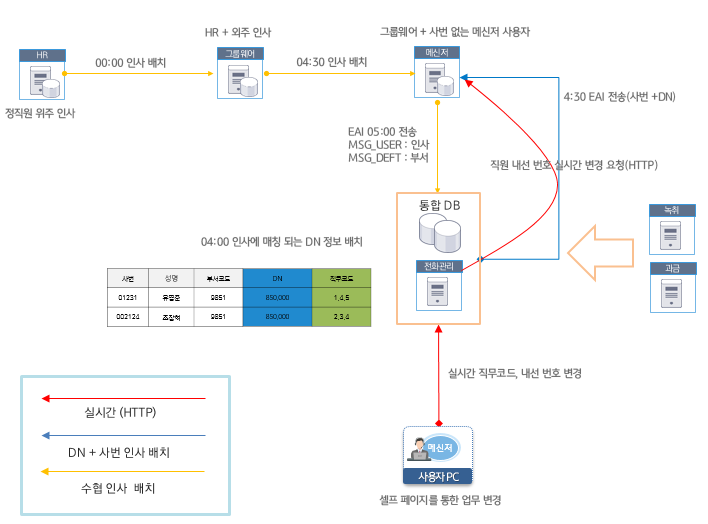 HR + 외주 인사
그룹웨어 + 사번 없는 메신저 사용자
HR
그룹웨어
메신저
00:00 인사 배치
04:30 인사 배치
정직원 위주 인사
4:30 EAI 전송(사번 +DN)
EAI 05:00 전송
MSG_USER : 인사
MSG_DEFT : 부서
직원 내선 번호 실시간 변경 요청(HTTP)
통합 DB
녹취
04:00 인사에 매칭 되는 DN 정보 배치
전화관리
과금
사번 성명 부서코드 DN 직무코드
01231 9851 850,000 1,4,5
002124 9851 850,000 2,3,4
실시간 직무코드, 내선 번호 변경
실시간 (HTTP)
DN + 사번 인사 배치
수협 인사 배치
메신저
사용자 PC
셀프 페이지를 통한 업무 변경